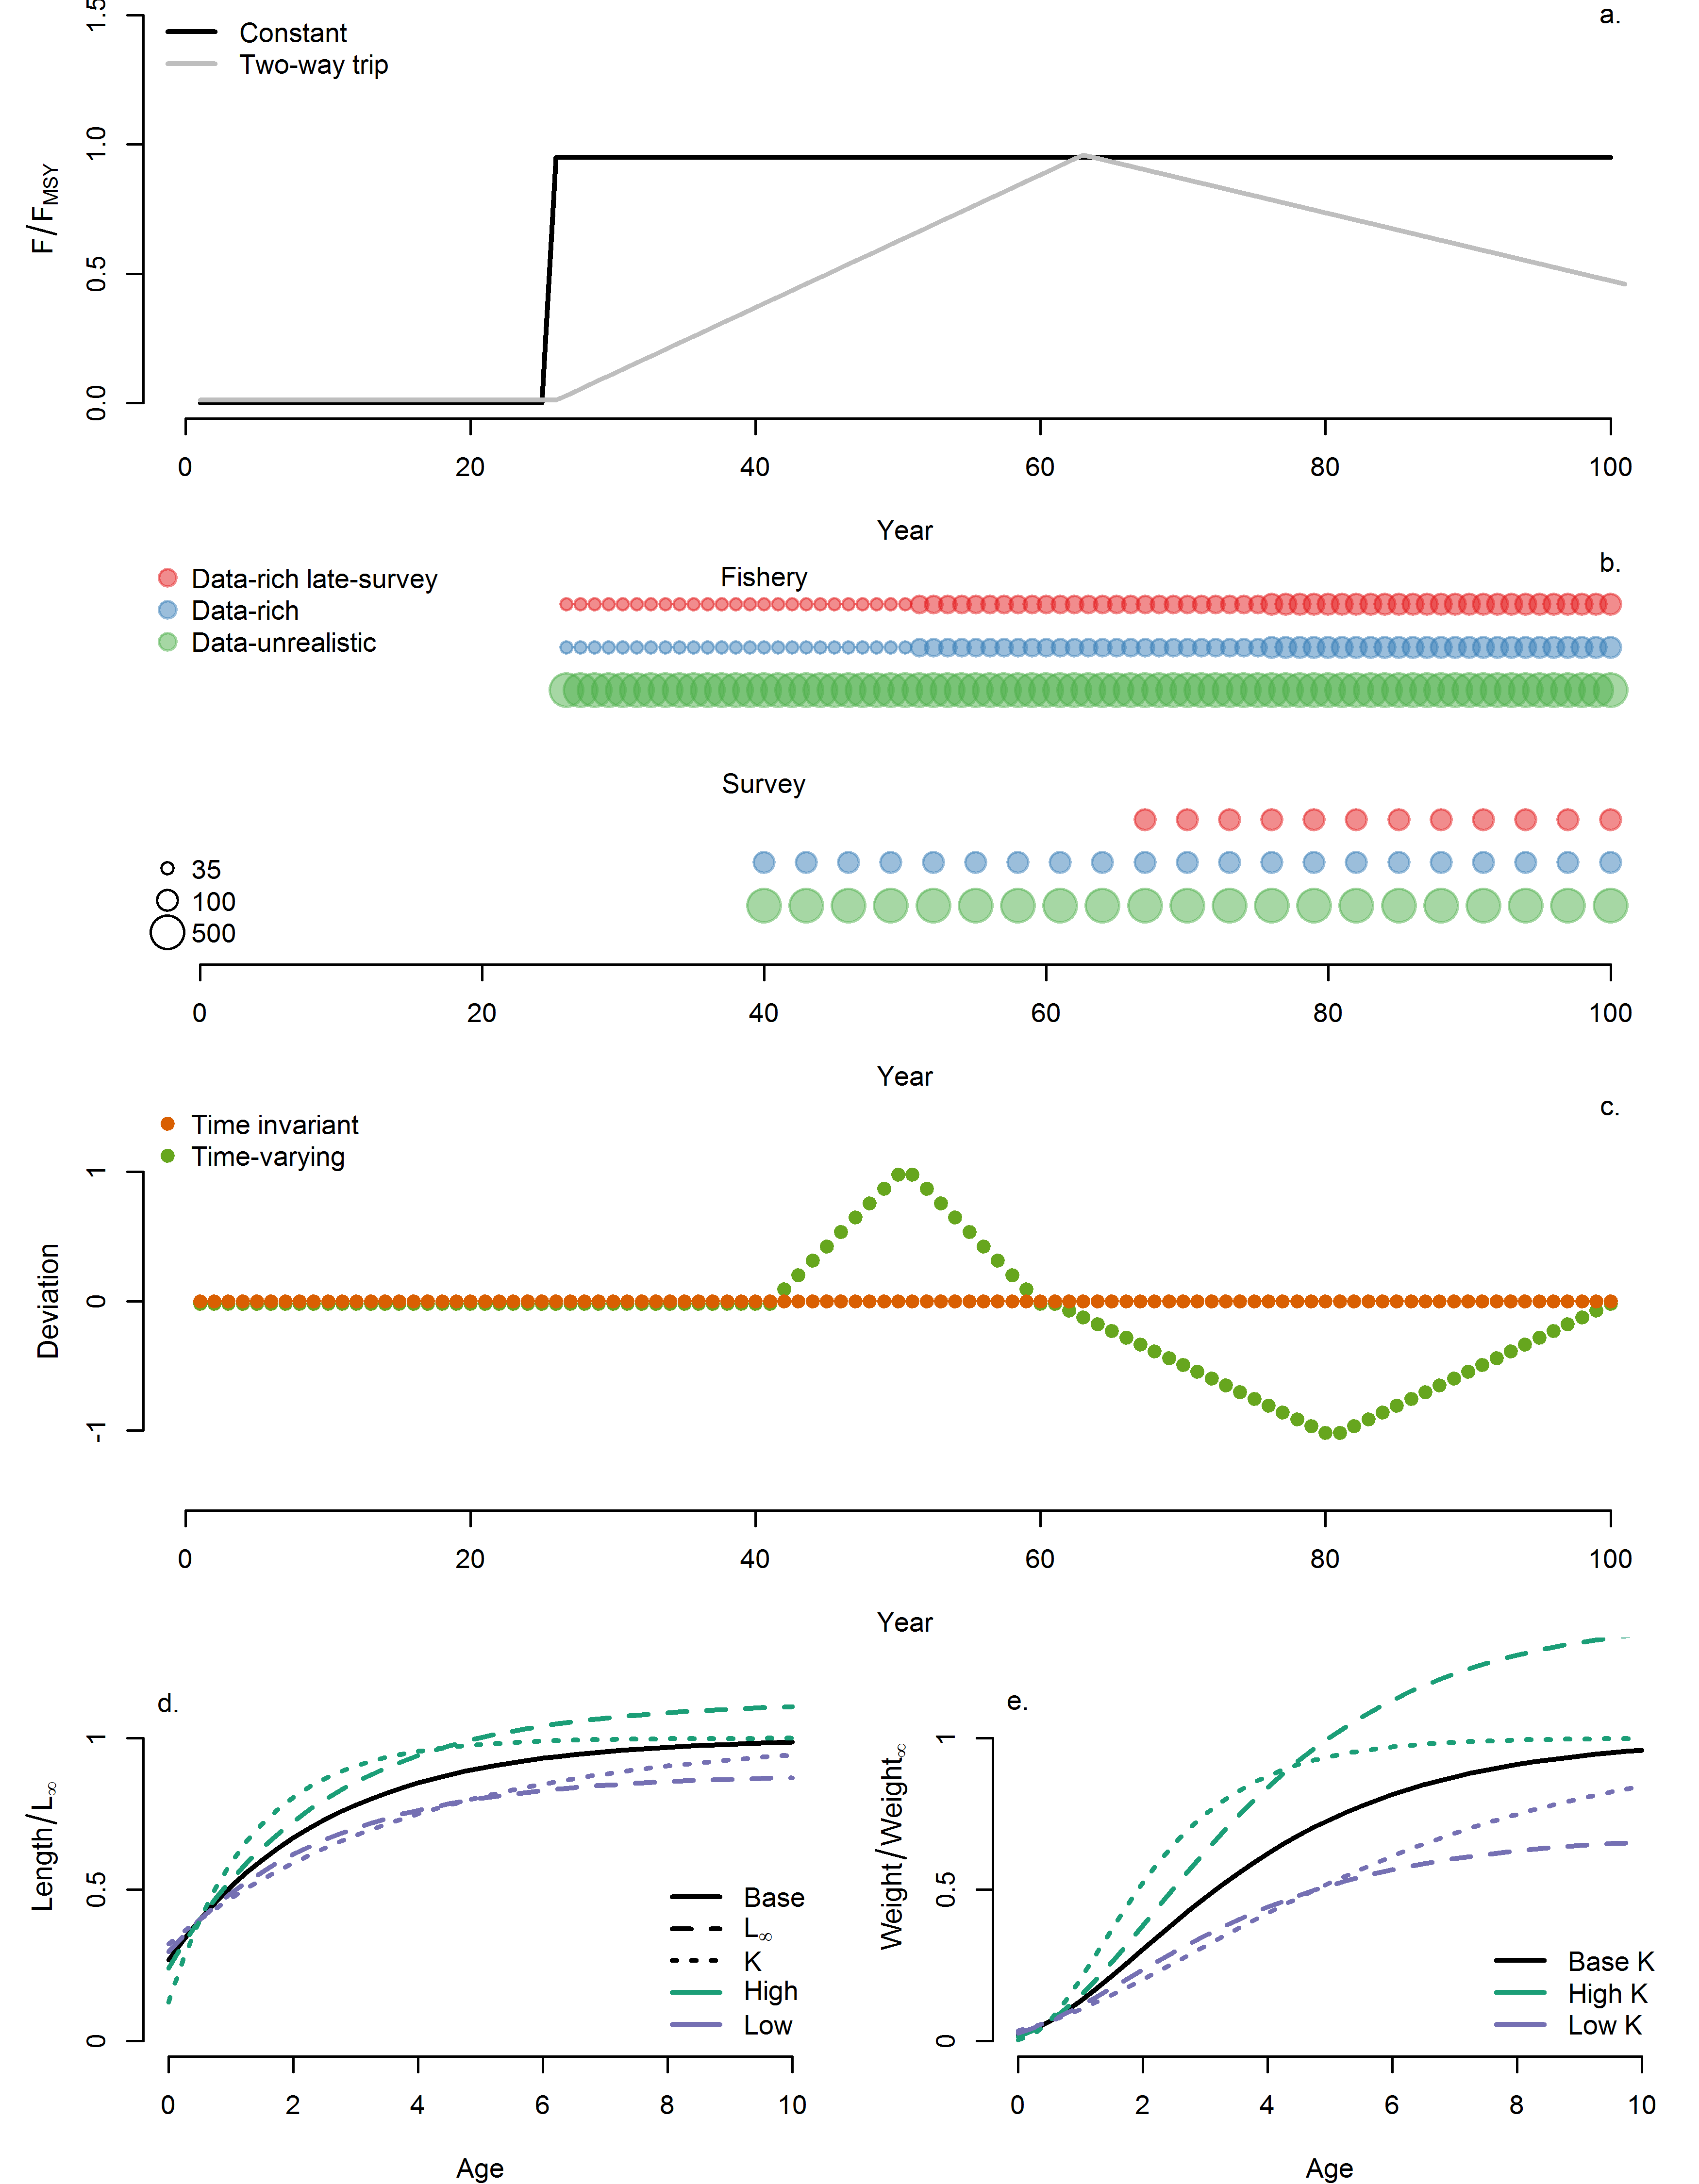 a.
Constant
Two-way trip
F/F_MSY
0.0 0.5 1.0 1.5
0 20 40 60 80 100
Year
b.
Data-rich late-survey
Data-rich
Data-unrealistic
Fishery
Survey
35
100
500
0 20 40 60 80 100
Year
c.
Time invariant
Time-varying
Deviation
-1 0 1
0 20 40 60 80 100
Year
d.
Length/L∞
0 0.5 1
Base
L∞
K
High
Low
0 2 4 6 8 10
Age
e.
Weight/Weight∞
0 0.5 1
Base K
High K
Low K
0 2 4 6 8 10
Age